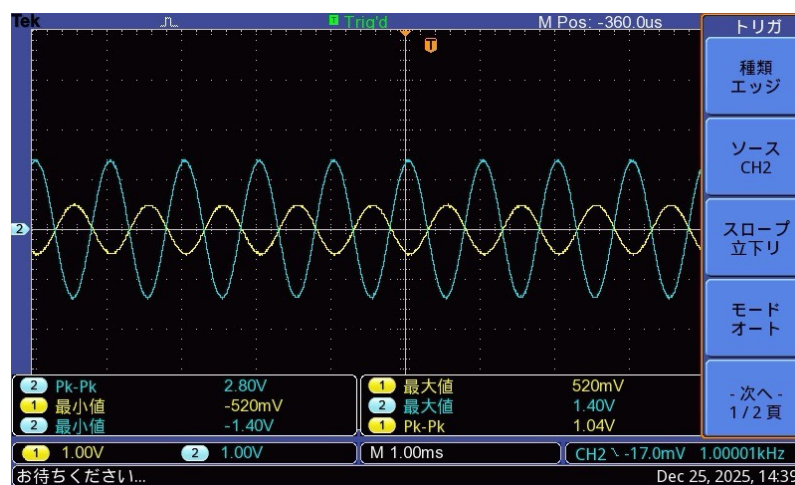 Tek
T Trig'd
M Pos: -360.0us
T
トリガ
種類
エッジ
ソース
CH2
スロープ
立下リ
モード
オート
- 次へ -
1/2頁
2
2 Pk-Pk 2.80V
1 最小値 -520mV
2 最小値 -1.40V
1 最大値 520mV
2 最大値 1.40V
1 Pk-Pk 1.04V
1 1.00V 2 1.00V
M 1.00ms
CH2 -17.0mV 1.00001kHz
お待ちください...
Dec 25, 2025, 14:39